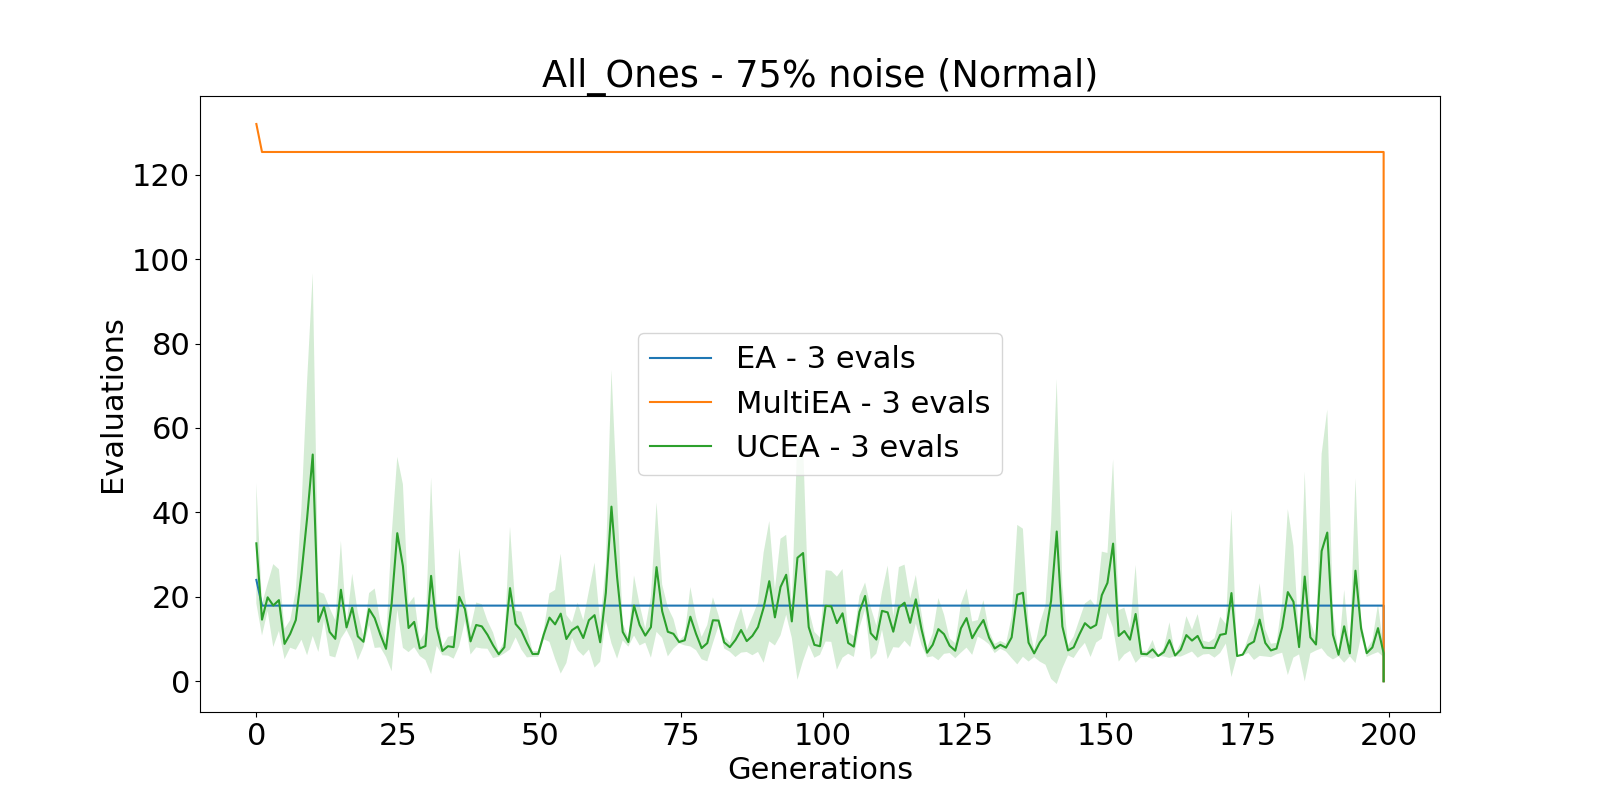 All_Ones - 75% noise (Normal)
120
100
80
60
40
20
0
Evaluations
EA - 3 evals
MultiEA - 3 evals
UCEA - 3 evals
0 25 50 75 100 125 150 175 200
Generations